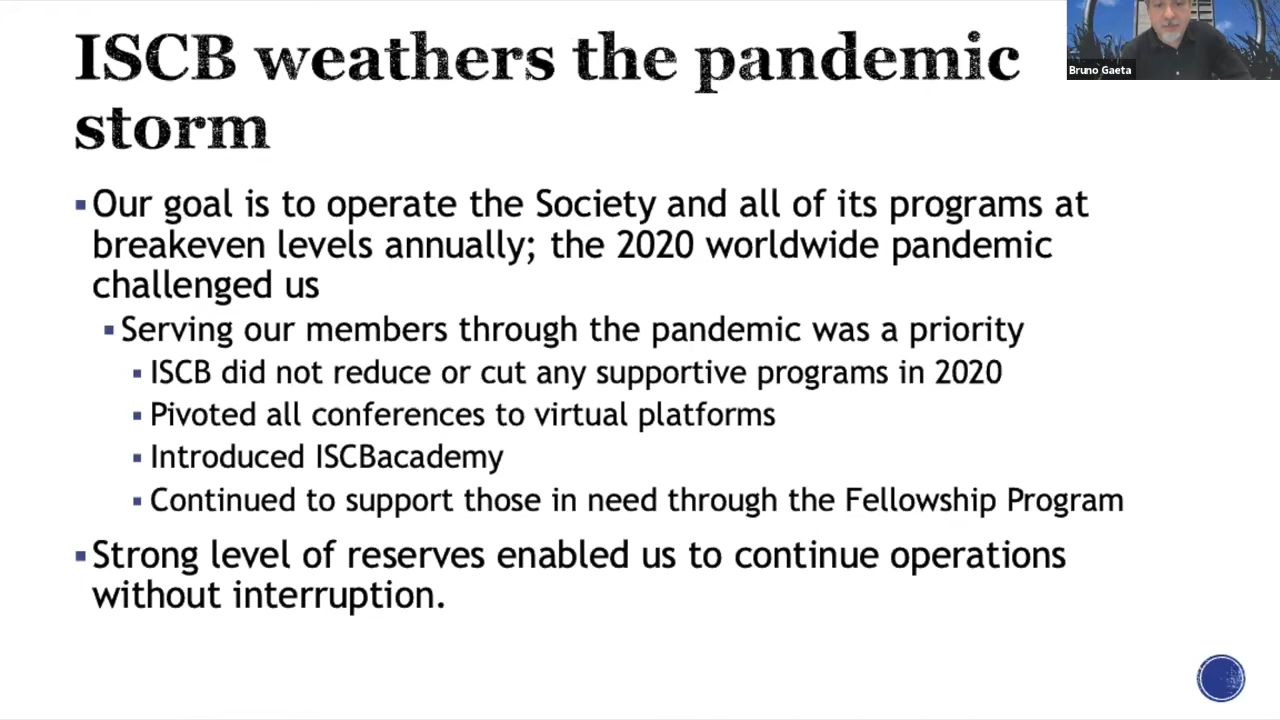 ISCB weathers the pandemic
storm
Bruno Gaeta
▪Our goal is to operate the Society and all of its programs at
breakeven levels annually; the 2020 worldwide pandemic
challenged us
▪Serving our members through the pandemic was a priority
▪ISCB did not reduce or cut any supportive programs in 2020
▪Pivoted all conferences to virtual platforms
▪Introduced ISCBacademy
▪Continued to support those in need through the Fellowship Program
▪Strong level of reserves enabled us to continue operations
without interruption.